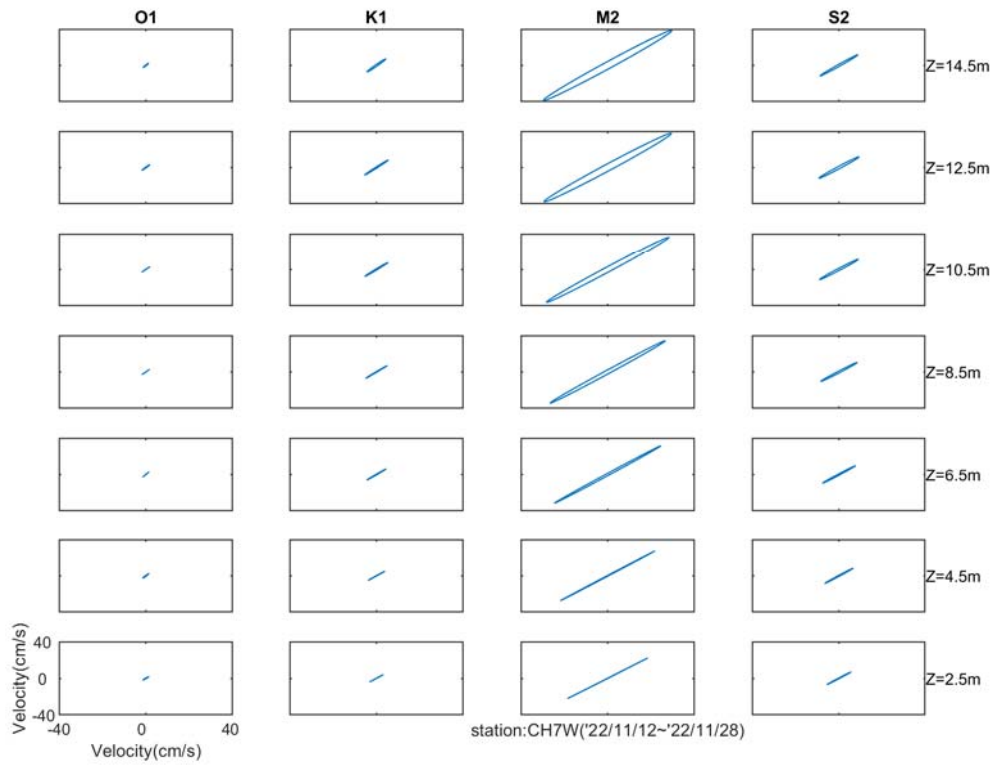 O1 K1 M2 S2
Z=14.5m
Z=12.5m
Z=10.5m
Z=8.5m
Z=6.5m
Z=4.5m
Z=2.5m
Velocity(cm/s)
40
0
-40
-40 0 40
Velocity(cm/s)
station:CH7W('22/11/12~'22/11/28)